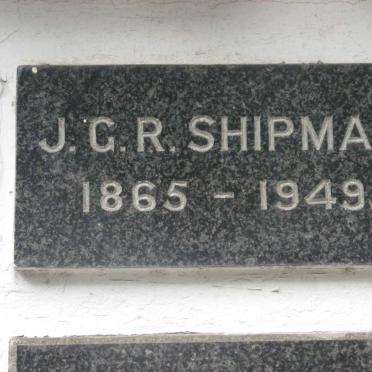 J. G. R. SHIPMA
1865 - 1949.